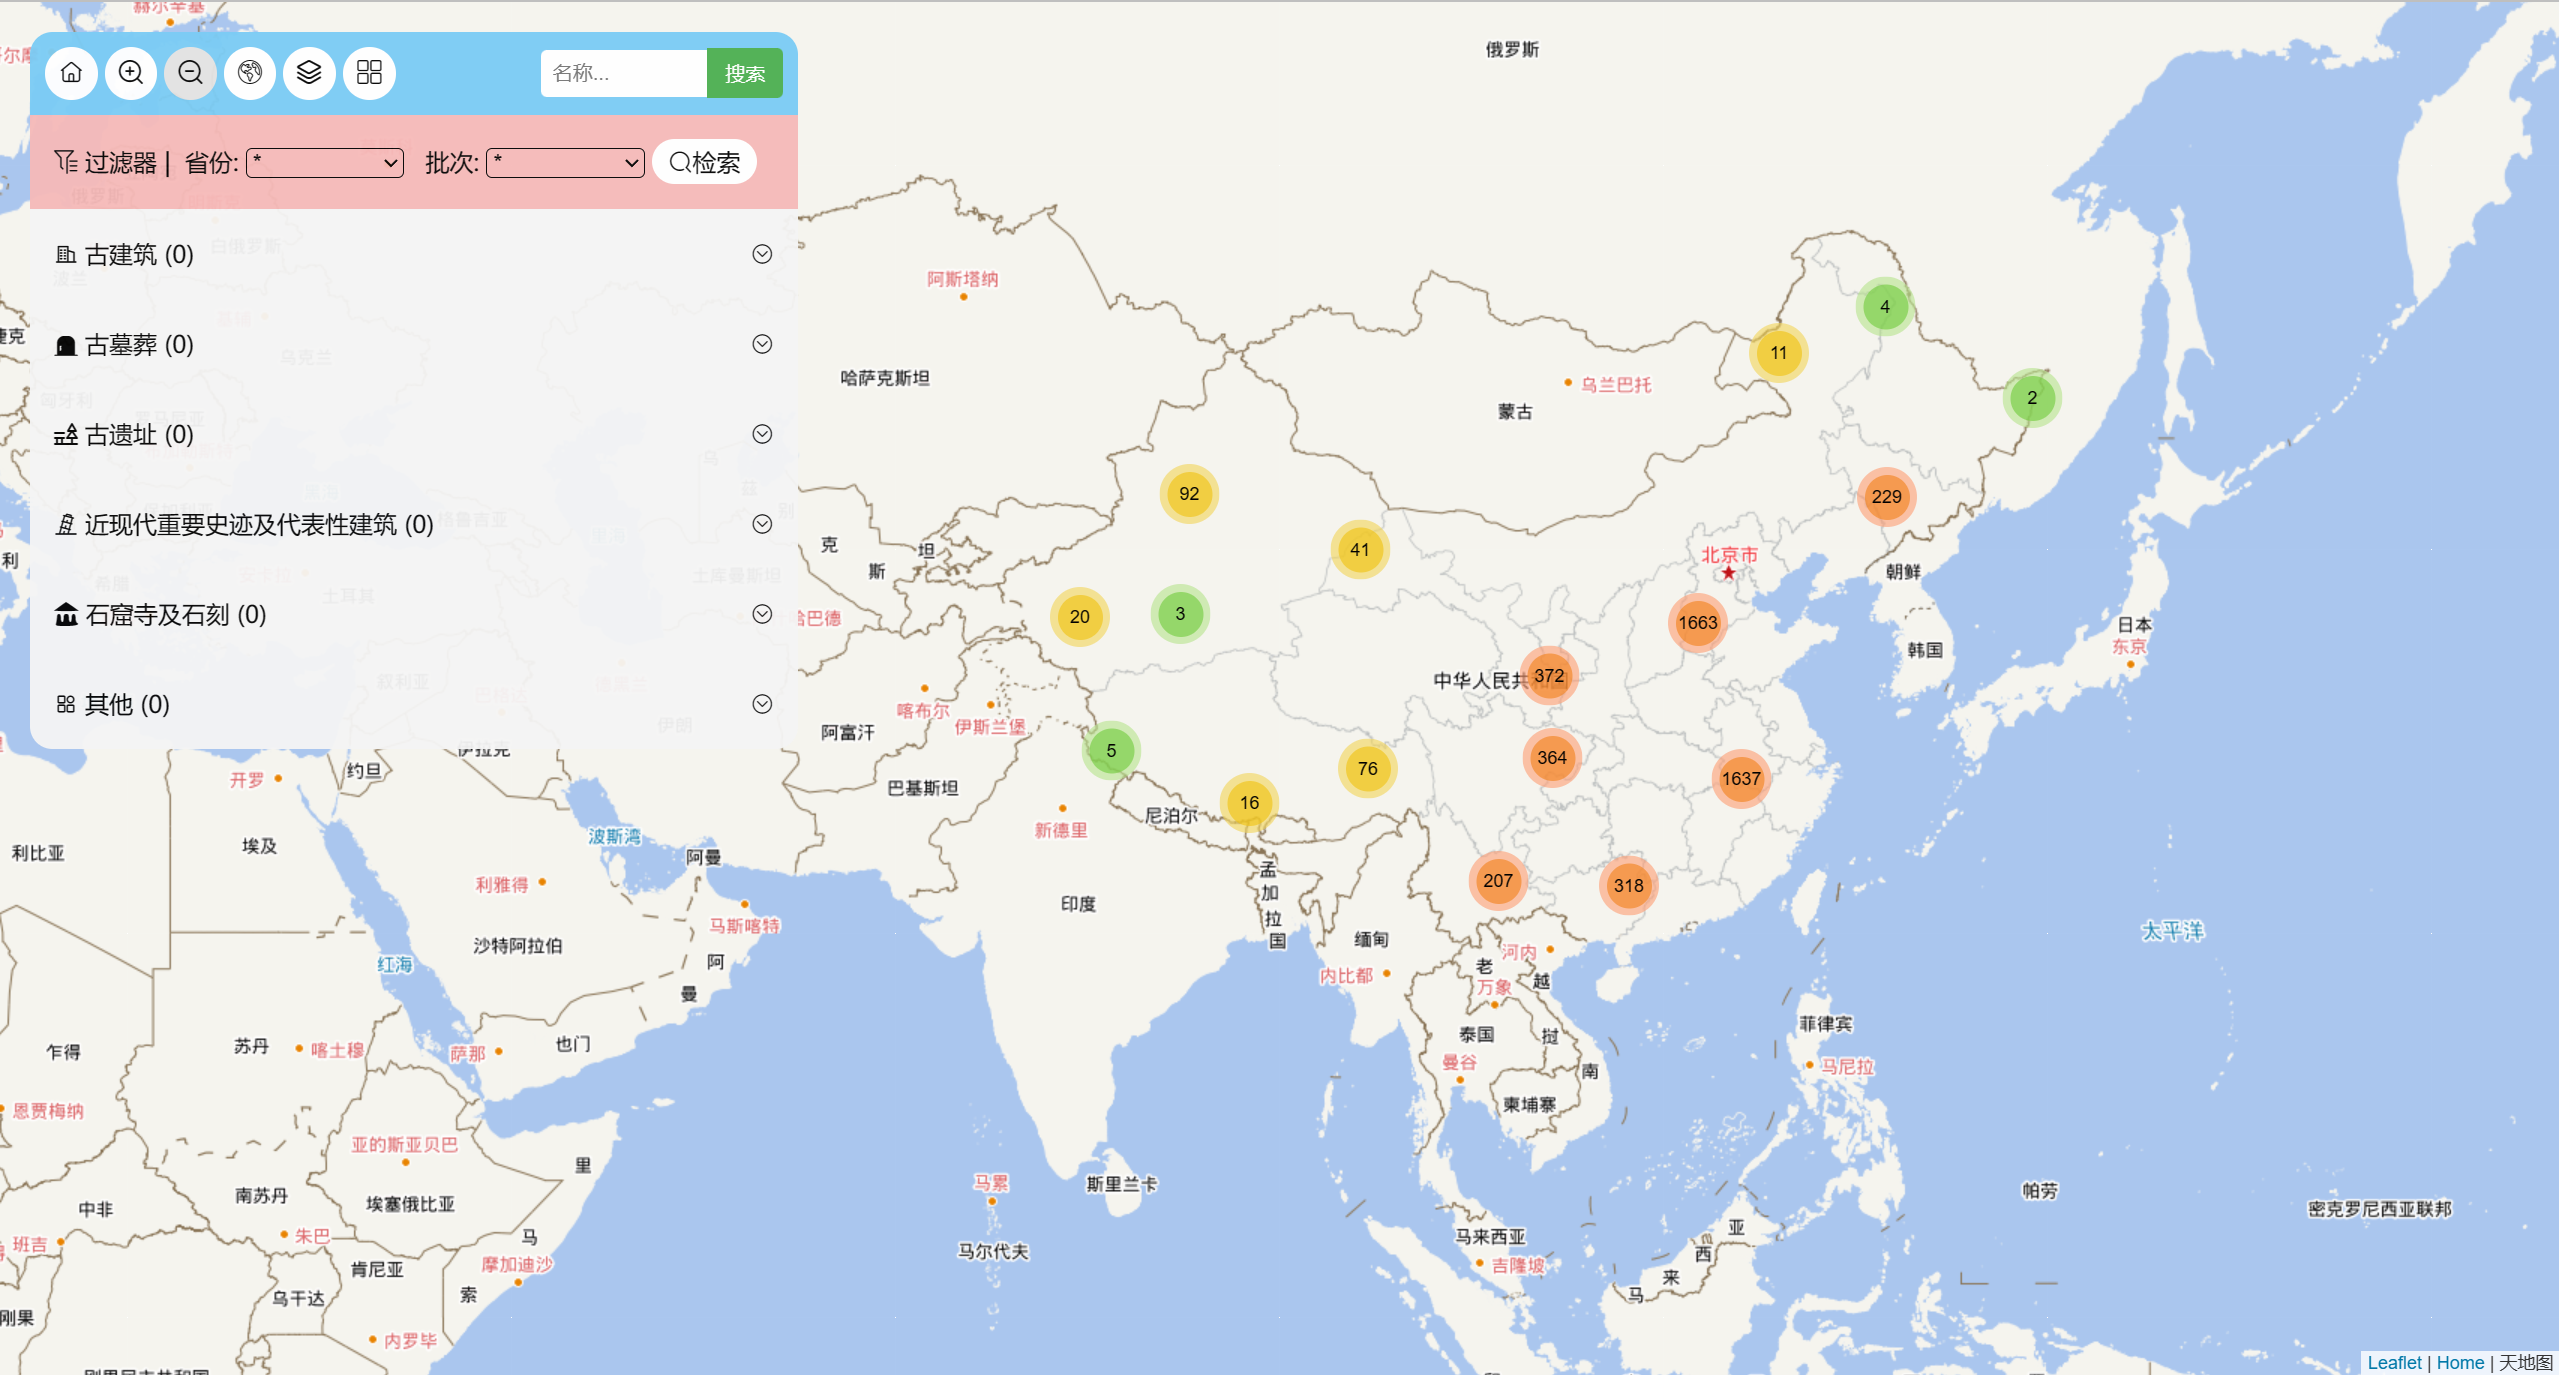 赫尔辛基
俄罗斯
名称...
搜索
过滤器 | 省份: * 批次: * 检索
古建筑 (0)
古墓葬 (0)
古遗址 (0)
近现代重要史迹及代表性建筑 (0)
石窟寺及石刻 (0)
其他 (0)
阿斯塔纳
哈萨克斯坦
乌兰巴托
蒙古
4
11
2
92
229
41
克
坦
斯
北京市
朝鲜
20
3
哈巴德
1663
日本
东京
韩国
372
中华人民共和国
喀布尔
伊斯兰堡
阿富汗
5
364
76
1637
伊拉克
约旦
开罗
巴基斯坦
16
尼泊尔
新德里
波斯湾
埃及
利比亚
阿曼
孟
加
拉
国
利雅得
207
318
马斯喀特
印度
沙特阿拉伯
缅甸
太平洋
河内
红海
阿
曼
内比都
老
万象
越
菲律宾
泰国
挝
乍得
苏丹
喀土穆
萨那
也门
曼谷
南
马尼拉
柬埔寨
恩贾梅纳
亚的斯亚贝巴
里
马累
斯里兰卡
帕劳
南苏丹
埃塞俄比亚
中非
密克罗尼西亚联邦
朱巴
马
班吉
马尔代夫
马来西亚
亚
西
来
马
摩加迪沙
吉隆坡
肯尼亚
索
乌干达
刚果
内罗毕
Leaflet | Home | 天地图